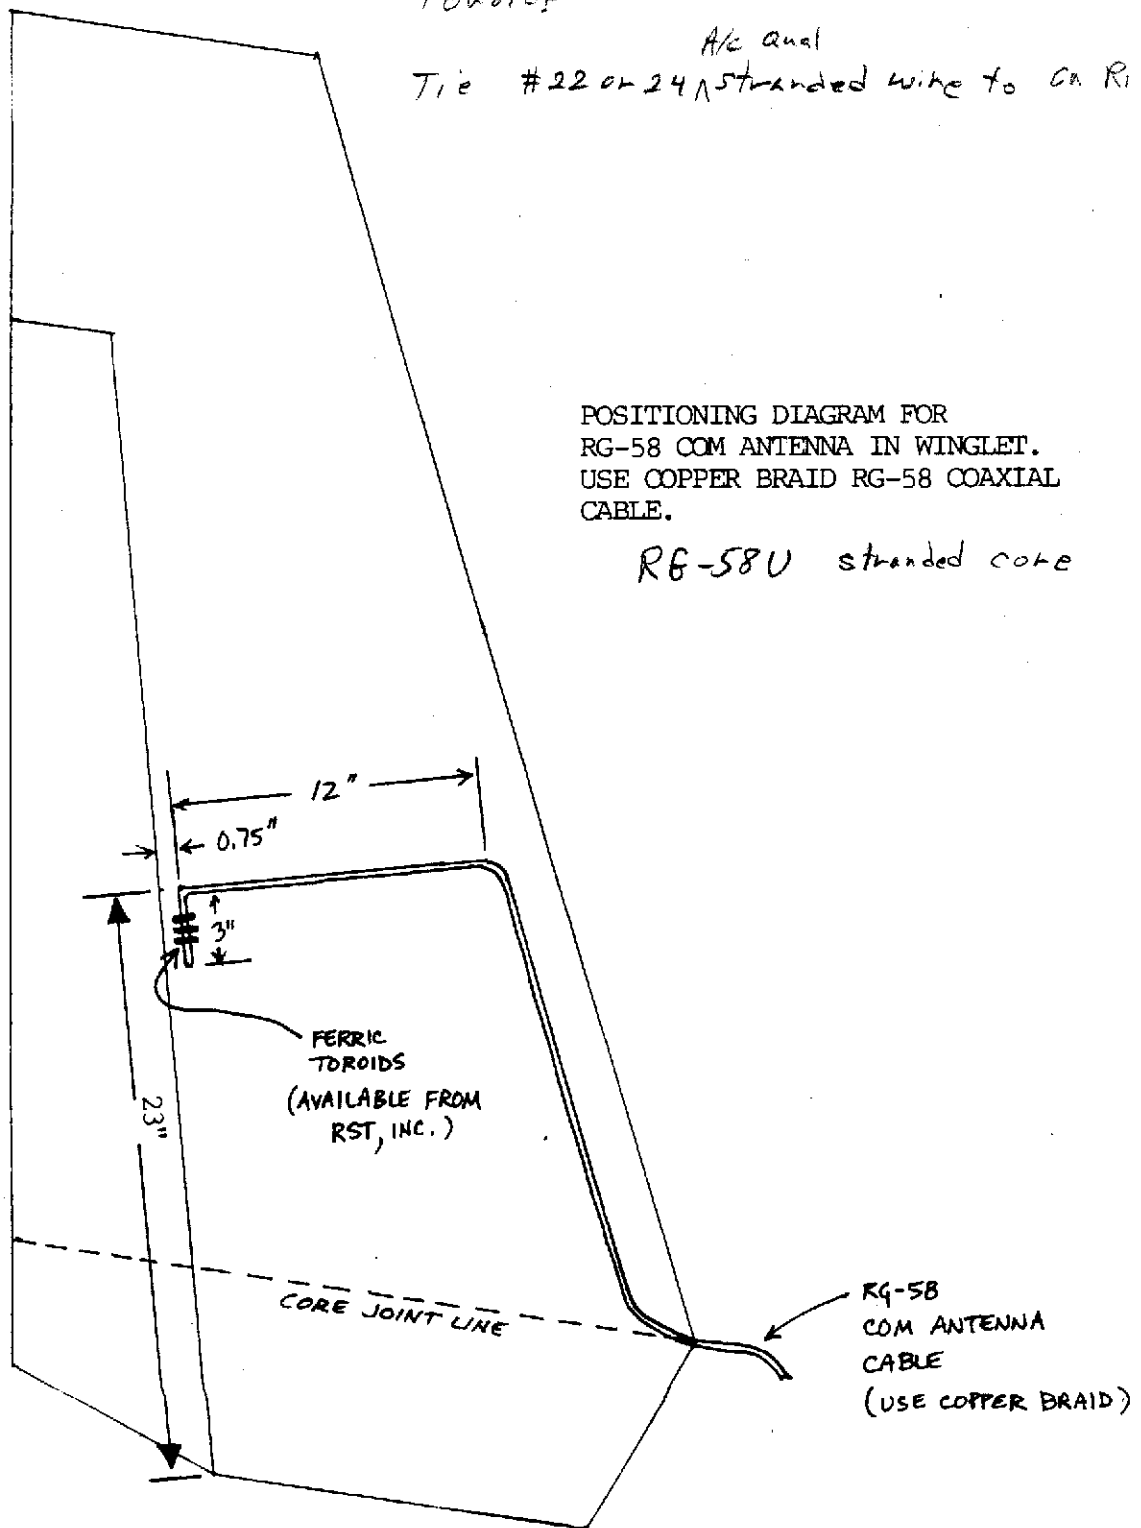 A/c Qual
Tie #22 or 24 ^ stranded wire to
POSITIONING DIAGRAM FOR
RG-58 COM ANTENNA IN WINGLET.
USE COPPER BRAID RG-58 COAXIAL
CABLE.
RG-58U stranded core
12"
0.75"
3"
FERRIC
TOROIDS
(AVAILABLE FROM
RST, INC.)
23"
CORE JOINT LINE
RG-58
COM ANTENNA
CABLE
(USE COPPER BRAID)